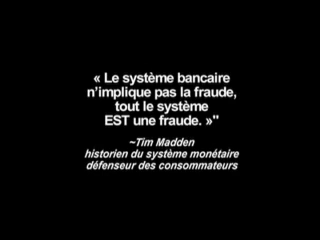 « Le système bancaire
n'implique pas la fraude,
tout le système
EST une fraude. »"
~Tim Madden
historien du système monétaire
défenseur des consommateurs